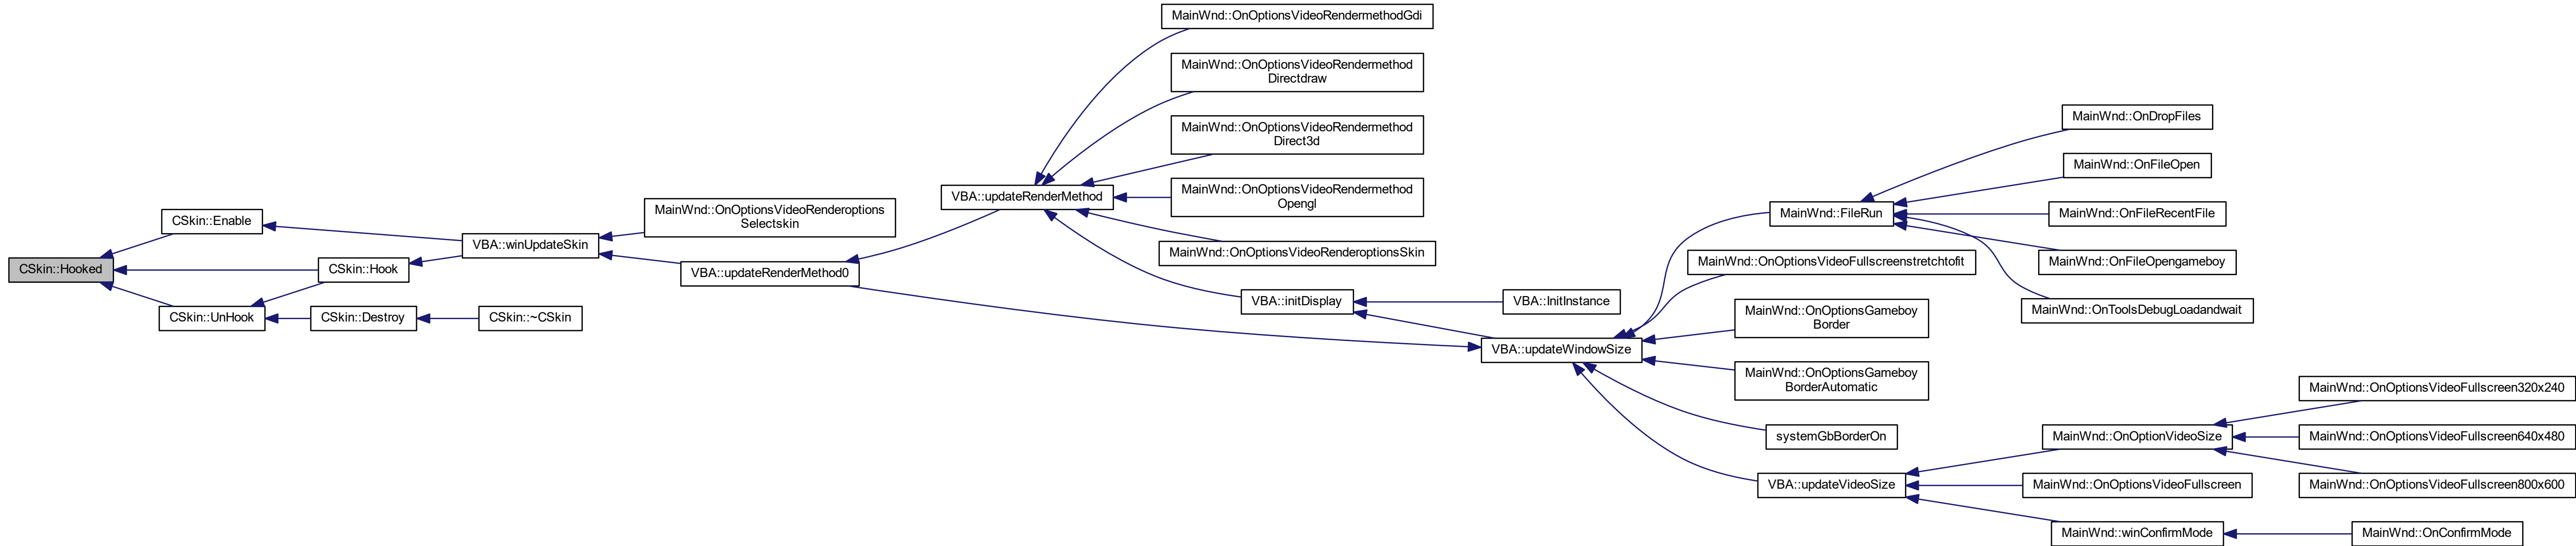 CSkin::Hooked
CSkin::Enable
CSkin::Hook
CSkin::UnHook
CSkin::Destroy
CSkin::~CSkin
VBA::winUpdateSkin
MainWnd::OnOptionsVideoRenderoptions
Selectskin
VBA::updateRenderMethod0
VBA::updateRenderMethod
MainWnd::OnOptionsVideoRendermethodGdi
MainWnd::OnOptionsVideoRendermethod
Directdraw
MainWnd::OnOptionsVideoRendermethod
Direct3d
MainWnd::OnOptionsVideoRendermethod
Opengl
MainWnd::OnOptionsVideoRenderoptionsSkin
VBA::initDisplay
VBA::InitInstance
VBA::updateWindowSize
MainWnd::FileRun
MainWnd::OnOptionsVideoFullscreenstretchtofit
MainWnd::OnOptionsGameboy
Border
MainWnd::OnOptionsGameboy
BorderAutomatic
systemGbBorderOn
VBA::updateVideoSize
MainWnd::OnDropFiles
MainWnd::OnFileOpen
MainWnd::OnFileRecentFile
MainWnd::OnFileOpengameboy
MainWnd::OnToolsDebugLoadandwait
MainWnd::OnOptionVideoSize
MainWnd::OnOptionsVideoFullscreen
MainWnd::winConfirmMode
MainWnd::OnOptionsVideoFullscreen320x240
MainWnd::OnOptionsVideoFullscreen640x480
MainWnd::OnOptionsVideoFullscreen800x600
MainWnd::OnConfirmMode